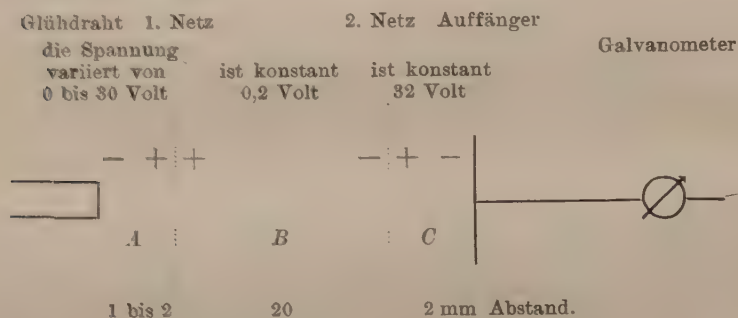 Glühdraht 1. Netz 2. Netz Auffänger
die Spannung Galvanometer
variiert von ist konstant ist konstant
0 bis 30 Volt 0,2 Volt 32 Volt
− + + − + −
A B C
1 bis 2 20 2 mm Abstand.